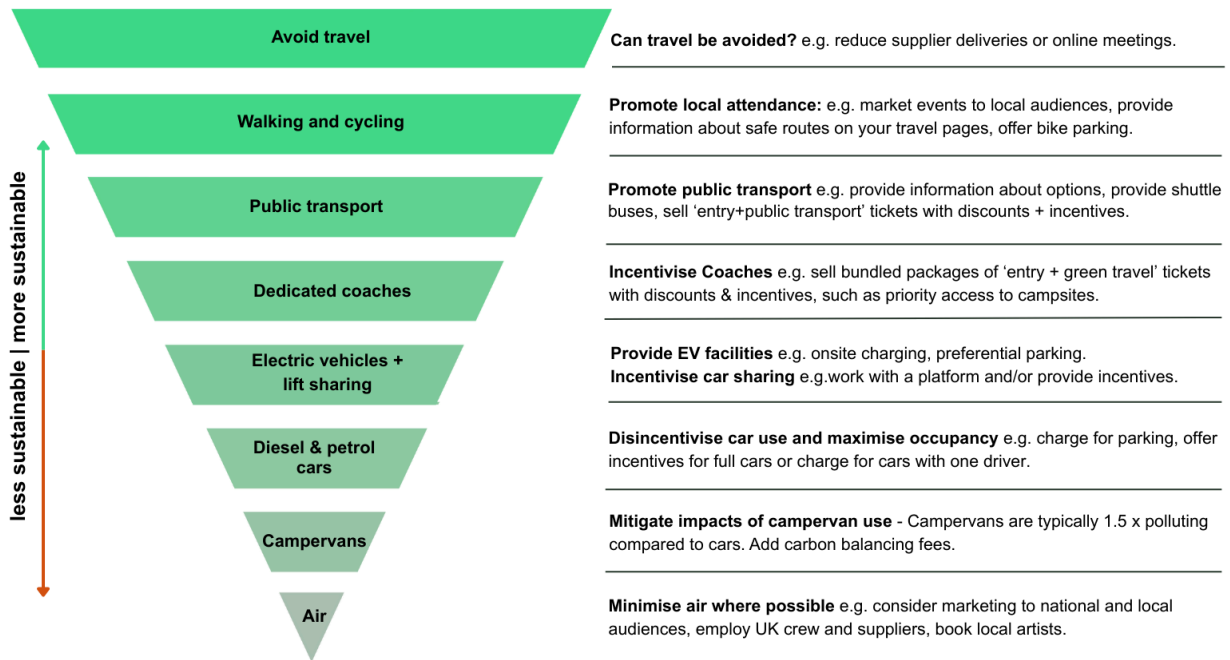 Avoid travel
Can travel be avoided? e.g. reduce supplier deliveries or online meetings.
Walking and cycling
Promote local attendance: e.g. market events to local audiences, provide
information about safe routes on your travel pages, offer bike parking.
Public transport
Promote public transport e.g. provide information about options, provide shuttle
buses, sell ‘entry+public transport’ tickets with discounts + incentives.
Dedicated coaches
Incentivise Coaches e.g. sell bundled packages of ‘entry + green travel’ tickets
with discounts & incentives, such as priority access to campsites.
Electric vehicles +
lift sharing
Provide EV facilities e.g. onsite charging, preferential parking.
Incentivise car sharing e.g.work with a platform and/or provide incentives.
Diesel & petrol
cars
Disincentivise car use and maximise occupancy e.g. charge for parking, offer
incentives for full cars or charge for cars with one driver.
Campervans
Mitigate impacts of campervan use - Campervans are typically 1.5 x polluting
compared to cars. Add carbon balancing fees.
Air
Minimise air where possible e.g. consider marketing to national and local
audiences, employ UK crew and suppliers, book local artists.
less sustainable | more sustainable